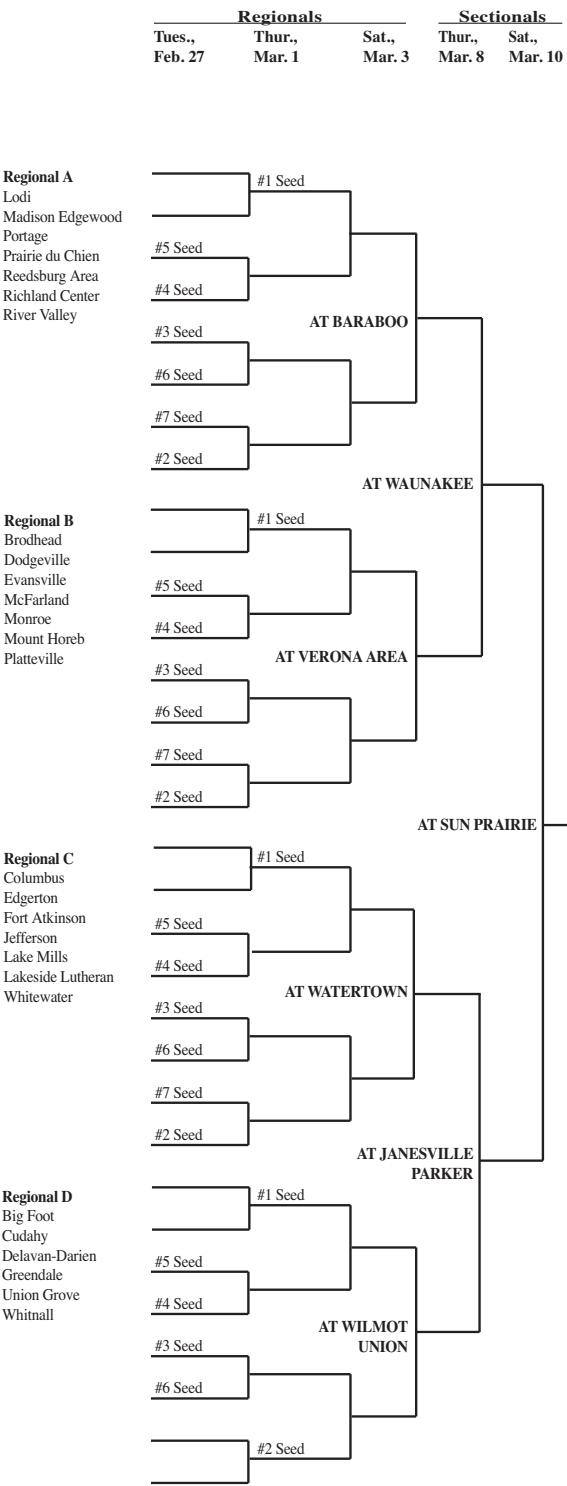 Regionals Sectionals
Tues., Thur., Sat., Thur., Sat.,
Feb. 27 Mar. 1 Mar. 3 Mar. 8 Mar. 10
Regional A
Lodi
Madison Edgewood
Portage
Prairie du Chien
Reedsburg Area
Richland Center
River Valley
#1 Seed
#5 Seed
#4 Seed
AT BARABOO
#3 Seed
#6 Seed
#7 Seed
#2 Seed
AT WAUNAKEE
Regional B
Brodhead
Dodgeville
Evansville
McFarland
Monroe
Mount Horeb
Platteville
#1 Seed
#5 Seed
#4 Seed
AT VERONA AREA
#3 Seed
#6 Seed
#7 Seed
#2 Seed
AT SUN PRAIRIE
Regional C
Columbus
Edgerton
Fort Atkinson
Jefferson
Lake Mills
Lakeside Lutheran
Whitewater
#1 Seed
#5 Seed
#4 Seed
AT WATERTOWN
#3 Seed
#6 Seed
#7 Seed
#2 Seed
AT JANESVILLE
PARKER
Regional D
Big Foot
Cudahy
Delavan-Darien
Greendale
Union Grove
Whitnall
#1 Seed
#5 Seed
#4 Seed
AT WILMOT
UNION
#3 Seed
#6 Seed
#2 Seed